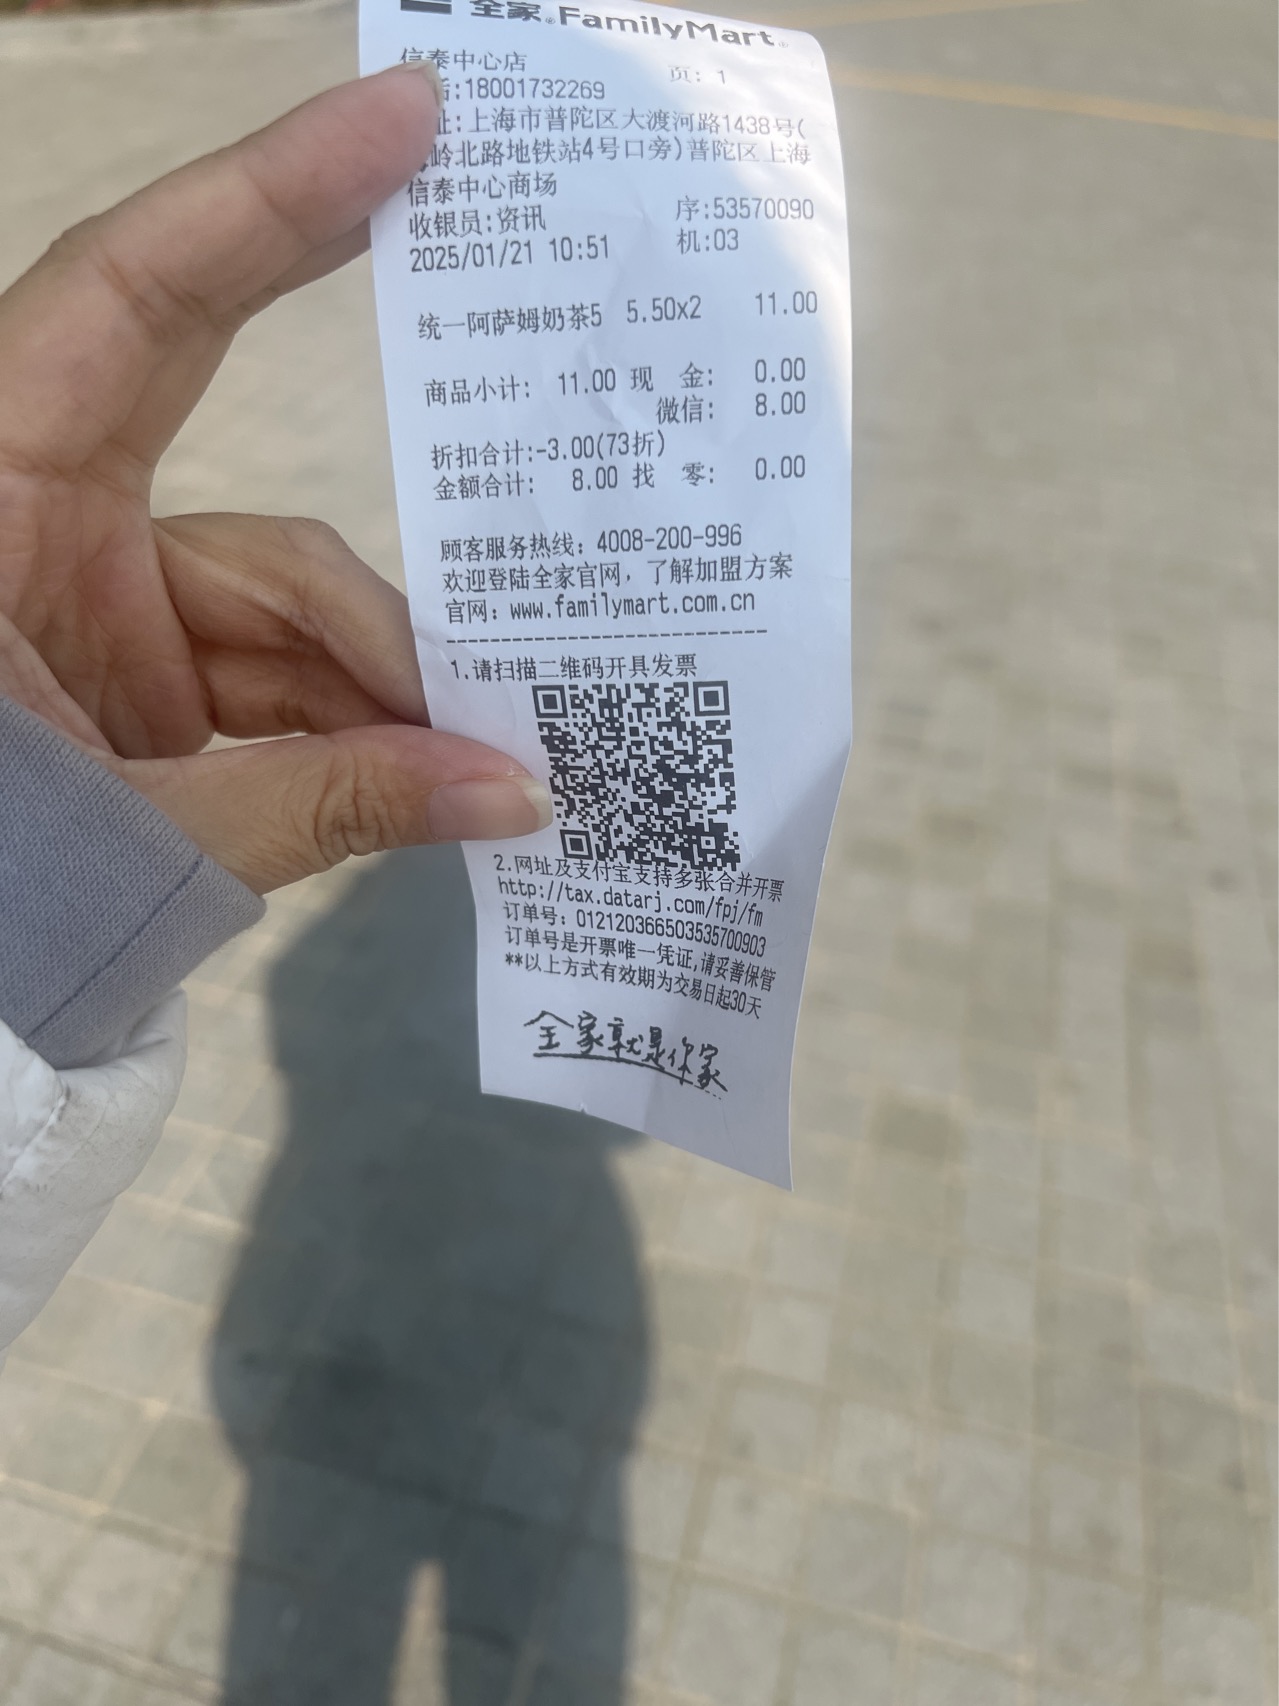 全家 FamilyMart
信泰中心店 页: 1
:18001732269
址:上海市普陀区大渡河路1438号(
岭北路地铁站4号口旁)普陀区上海
信泰中心商场
收银员:资讯 序:53570090
2025/01/21 10:51 机:03
统一阿萨姆奶茶5 5.50x2 11.00
商品小计: 11.00 现 金: 0.00
微信: 8.00
折扣合计:-3.00(73折)
金额合计: 8.00 找 零: 0.00
顾客服务热线: 4008-200-996
欢迎登陆全家官网, 了解加盟方案
官网: www.familymart.com.cn
----------------------------
1.请扫描二维码开具发票
2.网址及支付宝支持多张合并开票
http://tax.datarj.com/fpj/fm
订单号: 0121203665035357009​03
订单号是开票唯一凭证,请妥善保管
**以上方式有效期为交易日起30天
全家就是你家